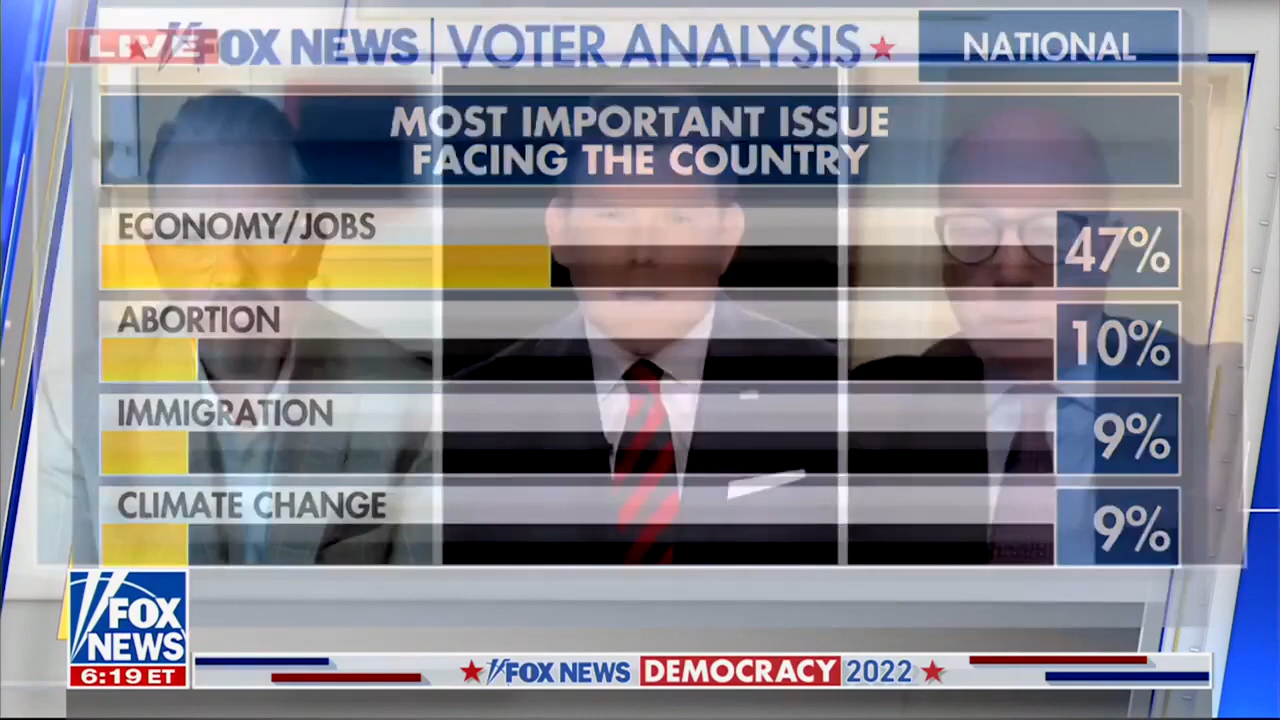 LIVE FOX NEWS | VOTER ANALYSIS
NATIONAL
MOST IMPORTANT ISSUE
FACING THE COUNTRY
ECONOMY/JOBS
47%
ABORTION
10%
IMMIGRATION
9%
CLIMATE CHANGE
9%
FOX
NEWS
6:19 ET
FOX NEWS DEMOCRACY 2022